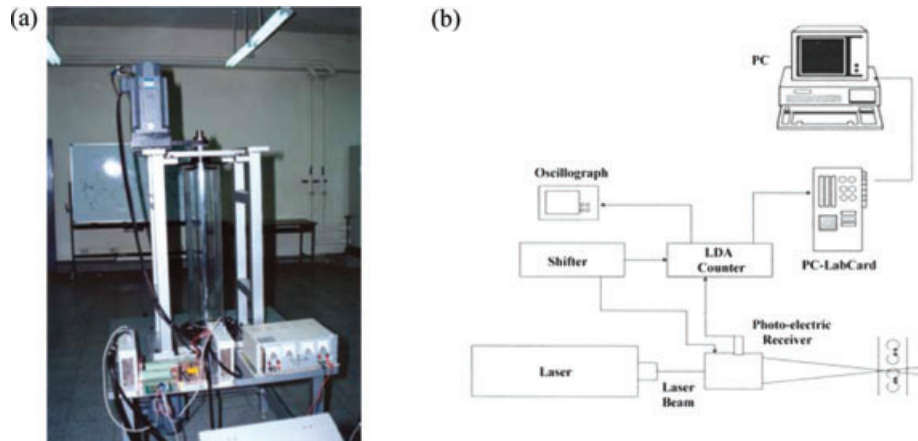 (a)
(b)
PC
Oscillograph
Shifter
LDA
Counter
PC-LabCard
Photo-electric
Receiver
Laser
Laser
Beam